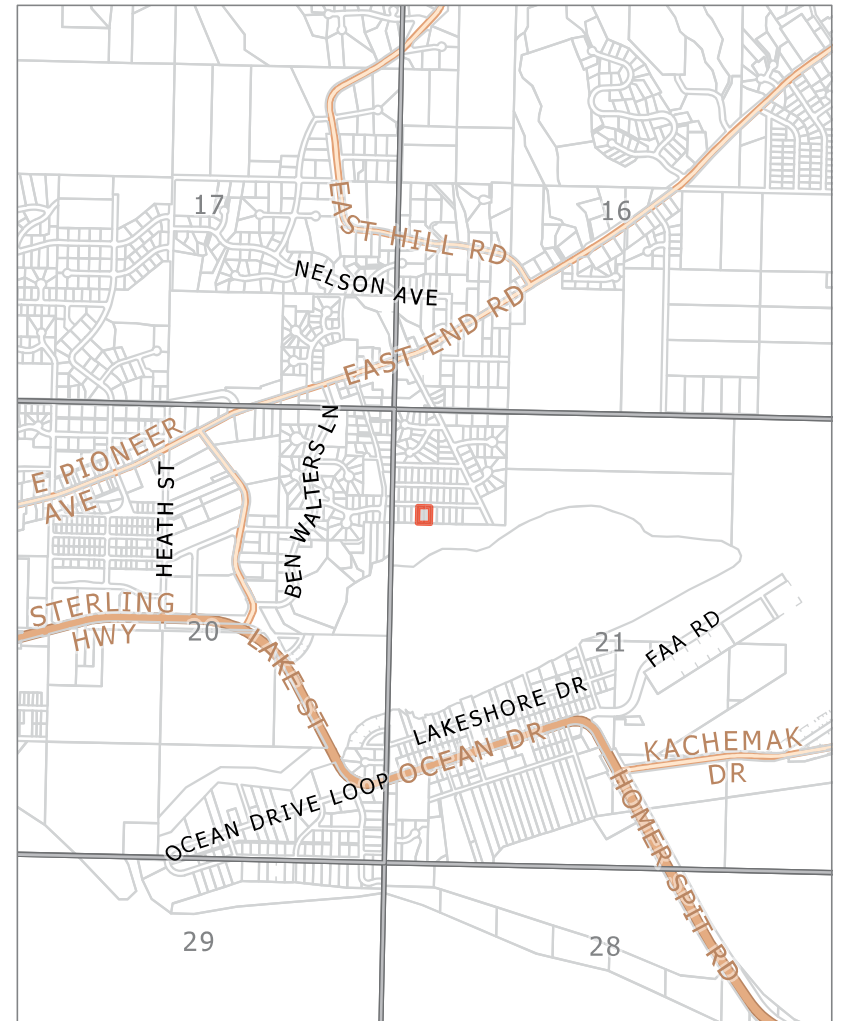 17
16
EAST HILL RD
NELSON AVE
EAST END RD
E PIONEER
AVE
HEATH ST
BEN WALTERS LN
STERLING
HWY
20
LAKE ST
21
FAA RD
LAKESHORE DR
OCEAN DR
KACHEMAK
DR
OCEAN DRIVE LOOP
HOMER SPIT RD
29
28